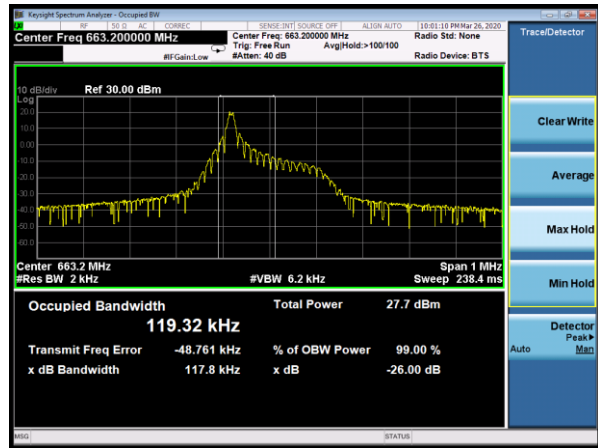 Keysight Spectrum Analyzer - Occupied BW
RF 50 Ω AC CORREC SENSE:INT SOURCE OFF ALIGN AUTO 10:01:10 PM Mar 26, 2020
Center Freq 663.200000 MHz
Center Freq: 663.200000 MHz
Radio Std: None
Trig: Free Run Avg|Hold:>100/100
#IFGain:Low #Atten: 40 dB Radio Device: BTS
10 dB/div Ref 30.00 dBm
Log
20.0
10.0
0.00
-10.0
-20.0
-30.0
-40.0
-50.0
-60.0
Center 663.2 MHz Span 1 MHz
#Res BW 2 kHz #VBW 6.2 kHz Sweep 238.4 ms
Occupied Bandwidth Total Power 27.7 dBm
119.32 kHz
Transmit Freq Error -48.761 kHz % of OBW Power 99.00 %
x dB Bandwidth 117.8 kHz x dB -26.00 dB
MSG STATUS
Trace/Detector
Clear Write
Average
Max Hold
Min Hold
Detector
Peak▶
Auto Man